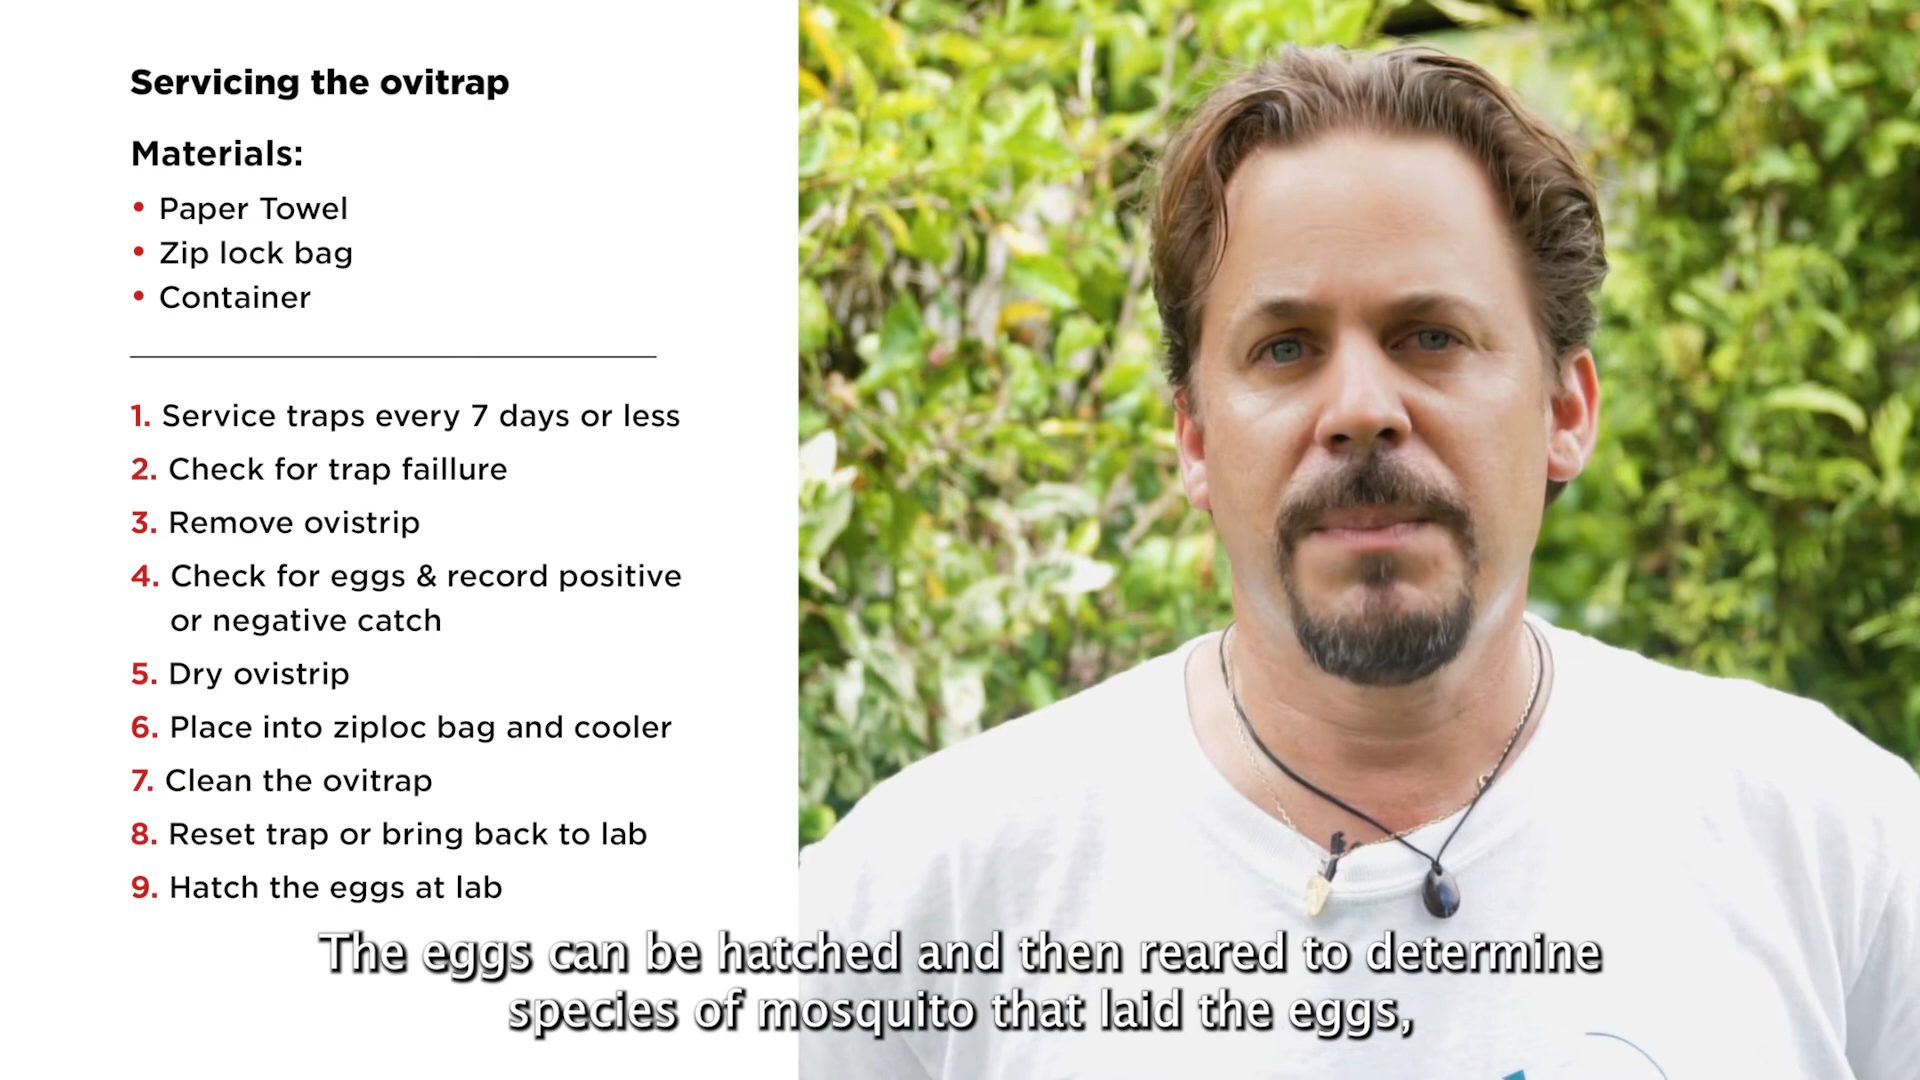 Servicing the ovitrap
Materials:
• Paper Towel
• Zip lock bag
• Container
1. Service traps every 7 days or less
2. Check for trap faillure
3. Remove ovistrip
4. Check for eggs & record positive
or negative catch
5. Dry ovistrip
6. Place into ziploc bag and cooler
7. Clean the ovitrap
8. Reset trap or bring back to lab
9. Hatch the eggs at lab
The eggs can be hatched and then reared to determine
species of mosquito that laid the eggs,